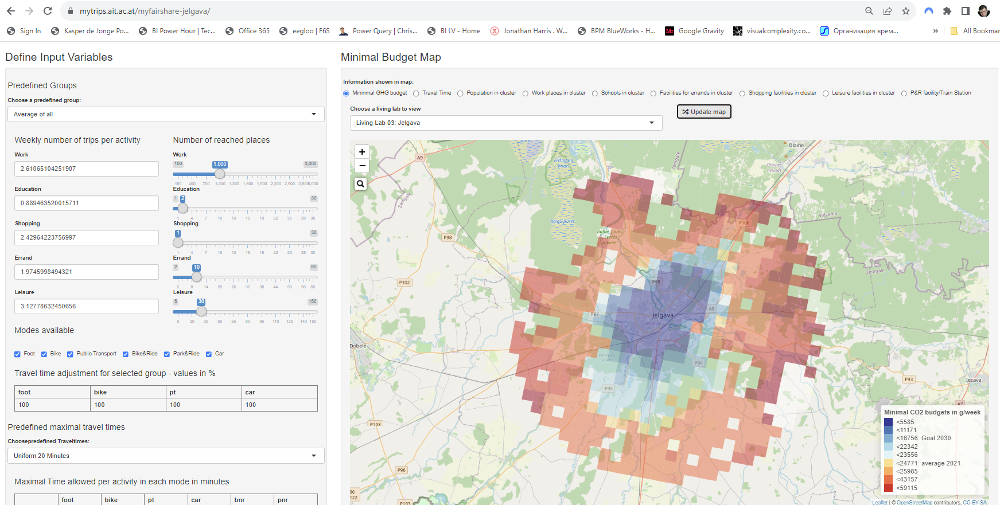 mytrips.ait.ac.at/myfairshare-jelgava/
Sign In
Kasper de Jonge Po...
BI Power Hour | Tec...
Office 365
eegloo | F6S
Power Query | Chris...
BI LV - Home
Jonathan Harris . W...
BPM BlueWorks - H...
Mr
Google Gravity
visualcomplexity.co...
Организация врем...
»
All Bookmar
Define Input Variables
Predefined Groups
Choose a predefined group:
Average of all
Weekly number of trips per activity
Number of reached places
Work
2.61065104251907
Work
100 1,000 3,000
100 400 700 1,000 1,300 1,600 1,900 2,200 2,500 2,800 3,000
Education
0.889463520015711
Education
1 2 30
1 4 7 10 13 16 19 22 25 28 30
Shopping
2.42964223756997
Shopping
1 30
1 4 7 10 13 16 19 22 25 28 30
Errand
1.9745998494321
Errand
2 10 60
2 8 14 20 26 32 38 44 50 56 60
Leisure
3.12778632450656
Leisure
5 30 150
5 20 35 50 65 80 95 110 125 140 150
Modes available
Foot Bike Public Transport Bike&Ride Park&Ride Car
Travel time adjustment for selected group - values in %
foot bike pt car
100 100 100 100
Predefined maximal travel times
Choosepredefined Traveltimes:
Uniform 20 Minutes
Maximal Time allowed per activity in each mode in minutes
foot bike pt car bnr pnr
Minimal Budget Map
Information shown in map:
Mininmal GHG budget Travel Time Population in cluster Work places in cluster Schools in cluster Facilities for errands in cluster Shopping facilities in cluster Leisure facilities in cluster P&R facility/Train Station
Choose a living lab to view
Living Lab 03: Jelgava
Update map
+
−
purvs
Olaine
A9
Zemgale
Olaines
novads
Zemgale
Vidzeme
P100
P98
dabas parks
P102
Zemgale
Zemgale
P99
P97
Jelgava
Jelgava
A8
Dobele
Viesturu
mežs
P94
P95
P93
Iecava
A7
P103
P96
P103
96
122
Minimal CO2 budgets in g/week
<5585
<11171
<16756: Goal 2030
<22342
<23556
<24771: average 2021
<25985
<43157
<59115
Leaflet | © OpenStreetMap contributors, CC-BY-SA